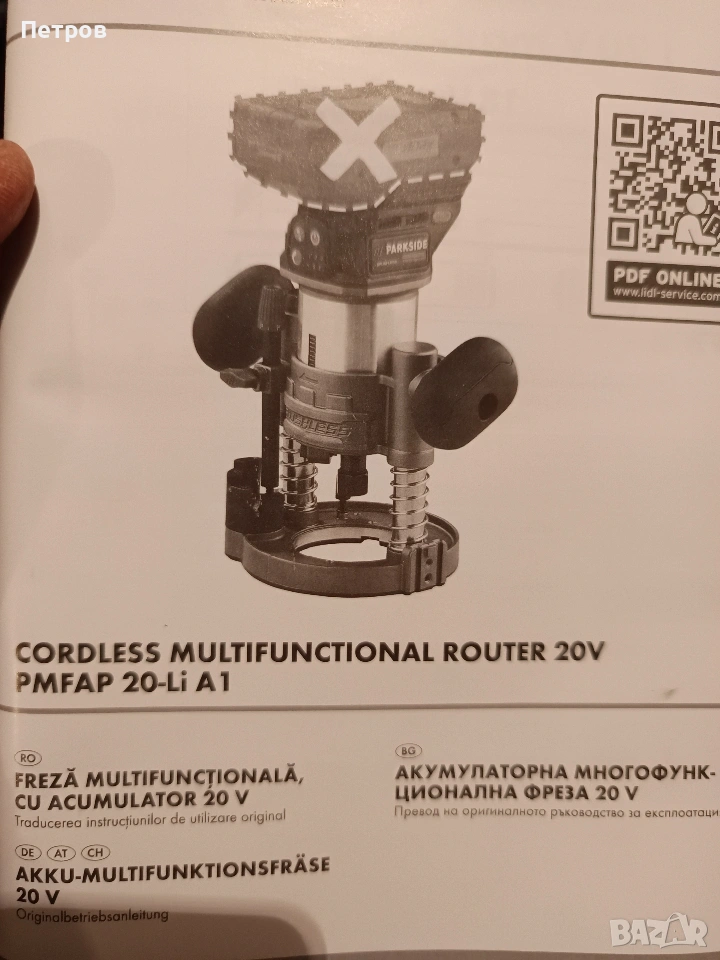 Петров
PARKSIDE
PDF ONLINE
www.lidl-service.com
CORDLESS MULTIFUNCTIONAL ROUTER 20V
PMFAP 20-Li A1
RO
FREZĂ MULTIFUNCȚIONALĂ,
CU ACUMULATOR 20 V
Traducerea instrucțiunilor de utilizare original
DE AT CH
AKKU-MULTIFUNKTIONSFRÄSE
20 V
Originalbetriebsanleitung
BG
АКУМУЛАТОРНА МНОГОФУНК-
ЦИОНАЛНА ФРЕЗА 20 V
Превод на оригиналното ръководство за експлоатаци
BAZAR